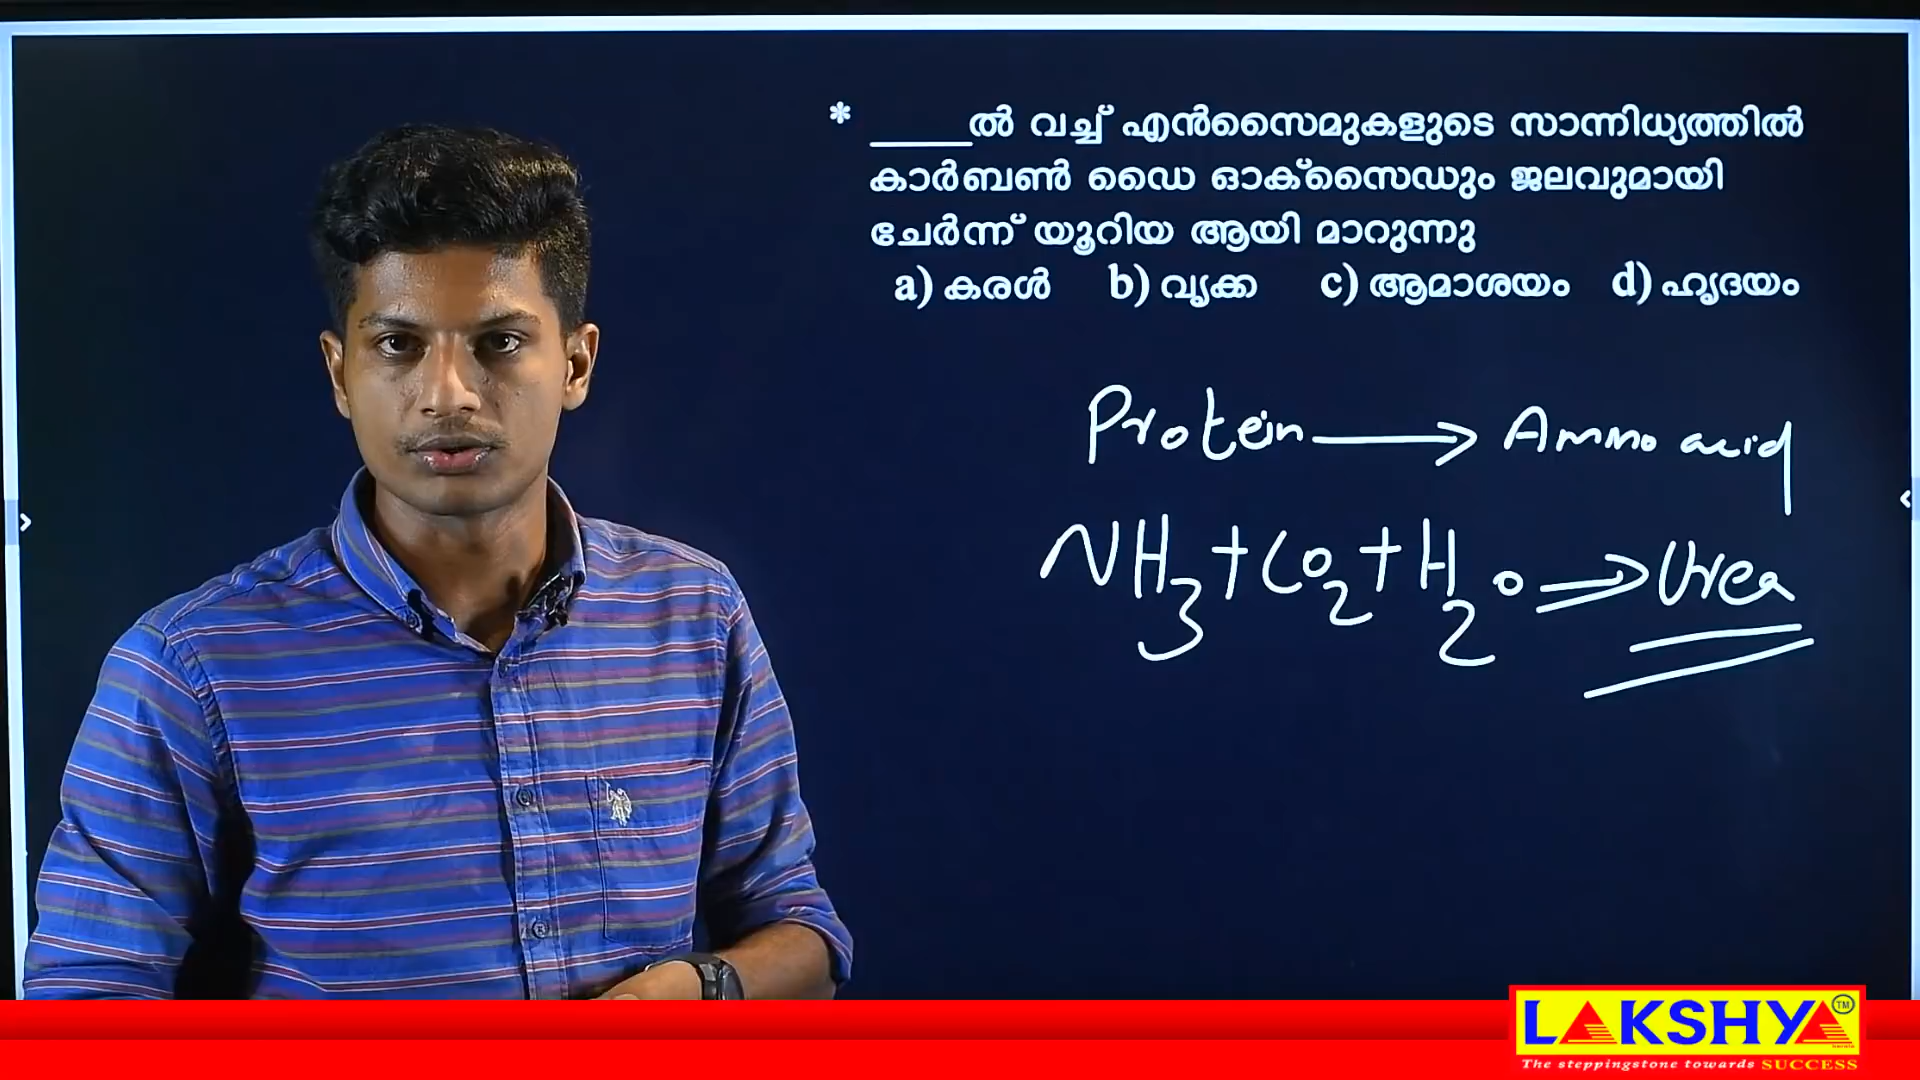 * _____ൽ വച്ച് എൻസൈമുകളുടെ സാന്നിധ്യത്തിൽ
കാർബൺ ഡൈ ഓക്സൈഡും ജലവുമായി
ചേർന്ന് യൂറിയ ആയി മാറുന്നു
a) കരൾ b) വൃക്ക c) ആമാശയം d) ഹൃദയം
Protein → Amino acid
NH3 + CO2 + H2O ⇒ Urea
LAKSHYA TM
The steppingstone towards SUCCESS